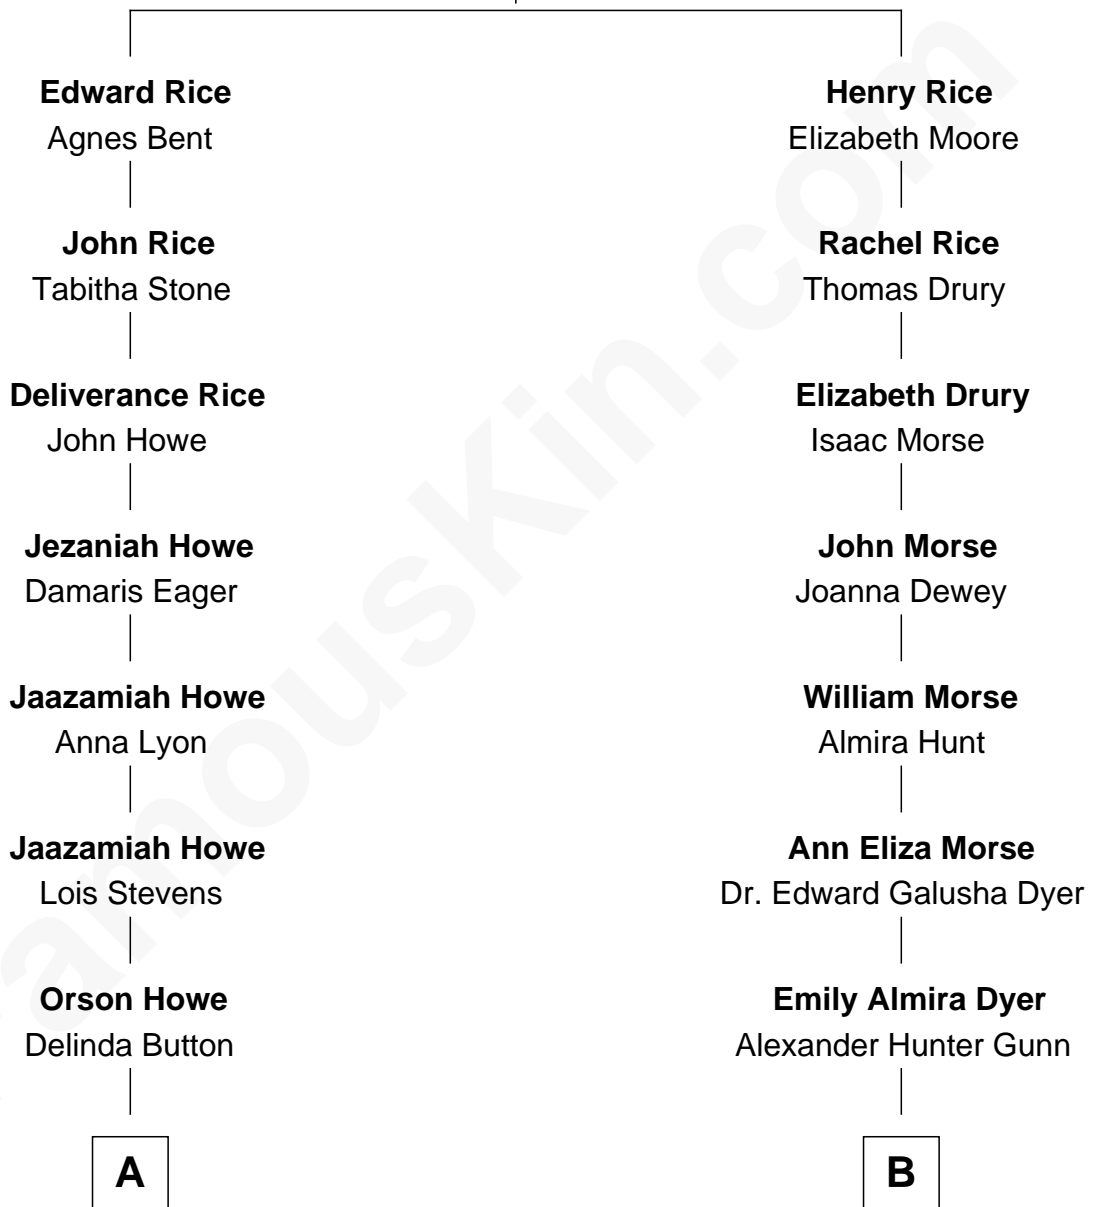 Edward Rice
Agnes Bent
Henry Rice
Elizabeth Moore
John Rice
Tabitha Stone
Rachel Rice
Thomas Drury
Deliverance Rice
John Howe
Elizabeth Drury
Isaac Morse
Jezaniah Howe
Damaris Eager
John Morse
Joanna Dewey
Jaazamiah Howe
Anna Lyon
William Morse
Almira Hunt
Jaazamiah Howe
Lois Stevens
Ann Eliza Morse
Dr. Edward Galusha Dyer
Orson Howe
Delinda Button
Emily Almira Dyer
Alexander Hunter Gunn
A
B
amouskin.com